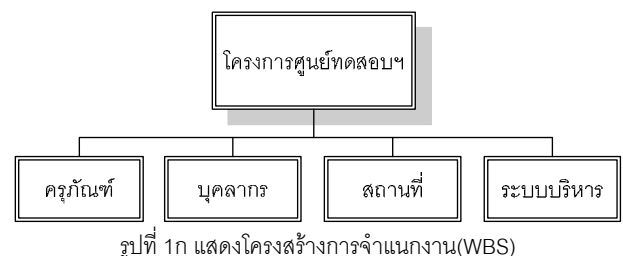 โครงการศูนย์ทดสอบฯ
ครุภัณฑ์
บุคลากร
สถานที่
ระบบบริหาร
รูปที่ 1ก แสดงโครงสร้างการจำแนกงาน(WBS)